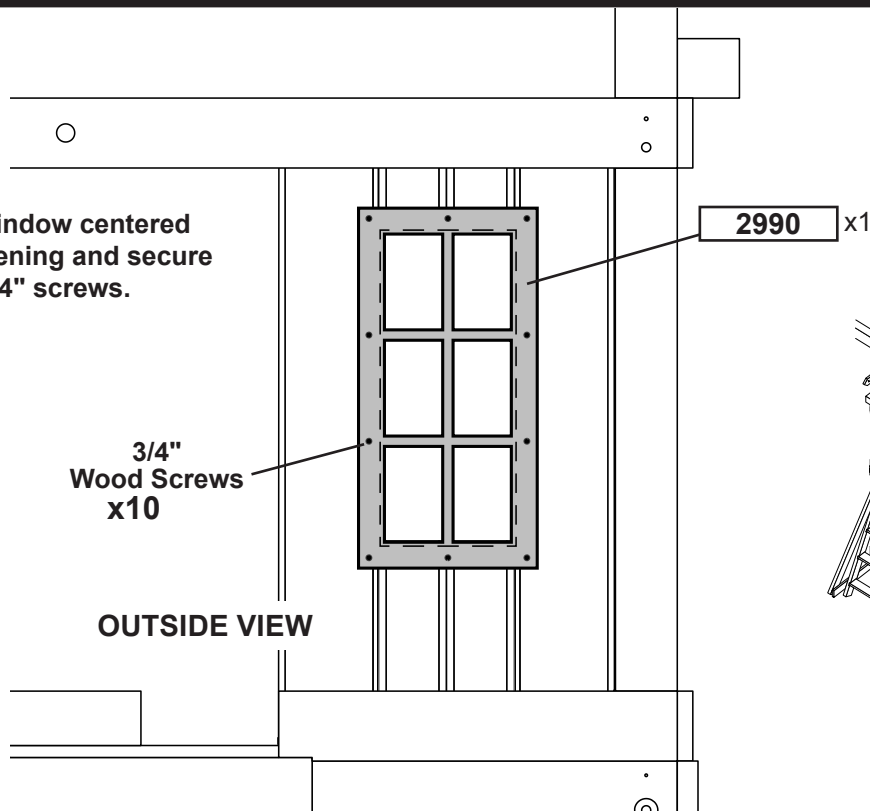 indow centered
ening and secure
4" screws.
2990 x1
3/4"
Wood Screws
x10
OUTSIDE VIEW